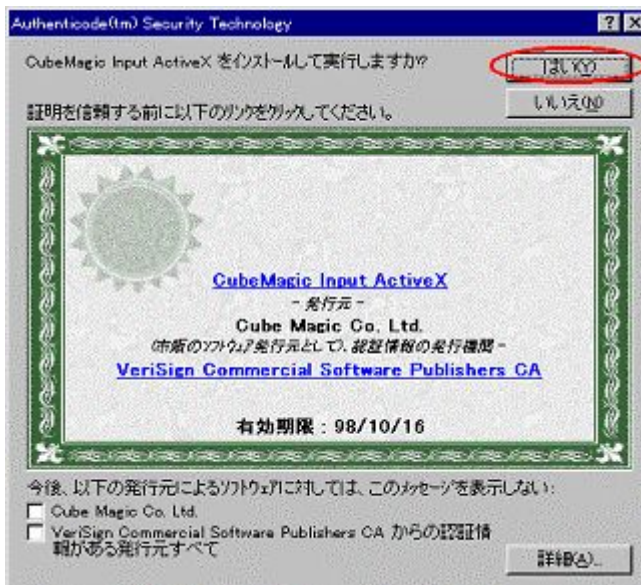 Authenticode(tm) Security Technology
CubeMagic Input ActiveX をインストールして実行しますか?
はい(Y)
いいえ(N)
証明を信頼する前に以下のリンクをクリックしてください。
CubeMagic Input ActiveX
- 発行元 -
Cube Magic Co. Ltd.
(市販のソフトウェア発行元として)、認証情報の発行機関 -
VeriSign Commercial Software Publishers CA
有効期限 : 98/10/16
今後、以下の発行元によるソフトウェアに対しては、このメッセージを表示しない:
Cube Magic Co. Ltd.
VeriSign Commercial Software Publishers CA からの認証情
報がある発行元すべて
詳細(A)...